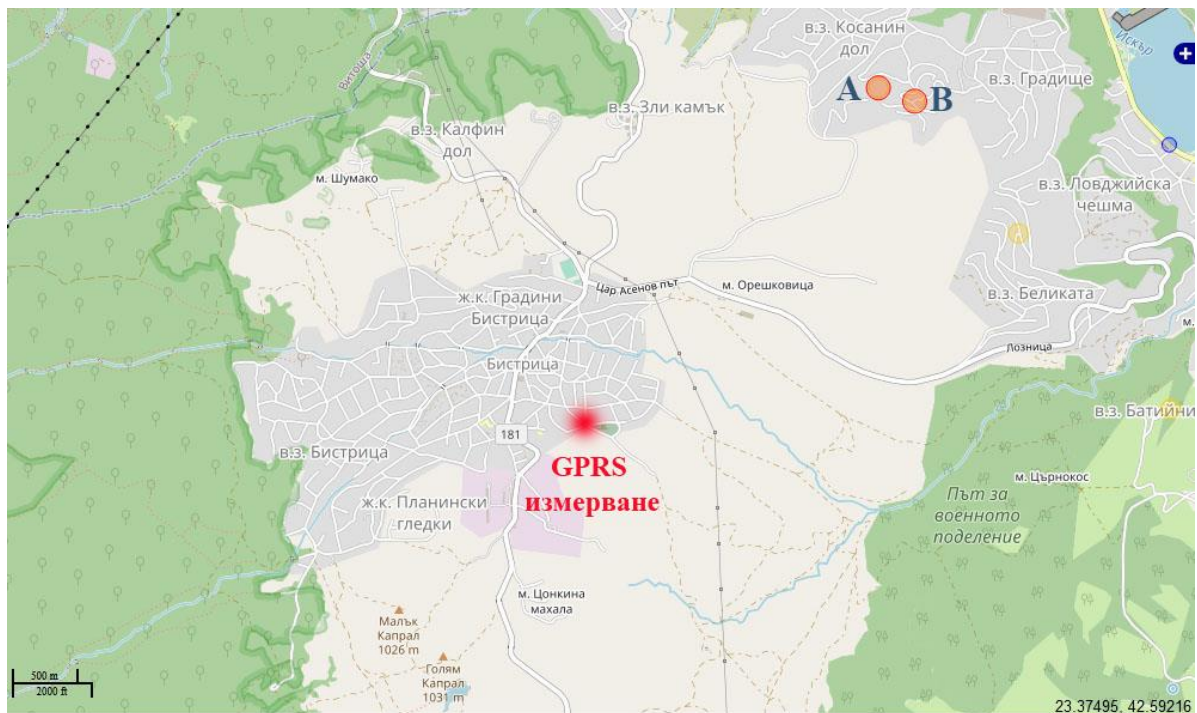 в.з. Косанин
дол
Искър
+
A
B
в.з. Градище
Витоша
в.з. Зли камък
в.з. Калфин
дол
м. Шумако
в.з. Ловджийска
чешма
A
Цар Асенов път
м. Орешковица
в.з. Беликата
ж.к. Градини
Бистрица
м.
Лозница
Бистрица
181
в.з. Батийни
в.з. Бистрица
GPRS
измерване
м. Църнокос
ж.к. Планински
гледки
Път за
военното
поделение
м. Цонкина
махала
Малък
Капрал
1026 m
Голям
Капрал
1031 m
500 m
2000 ft
23.37495, 42.59216